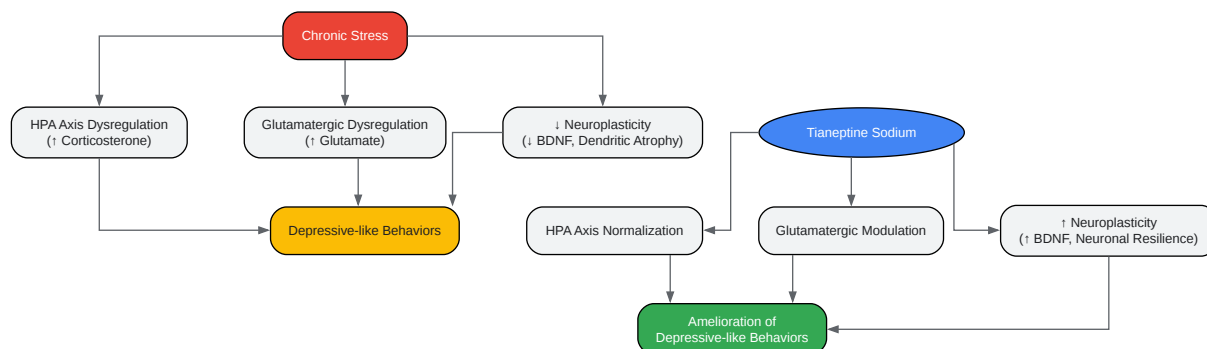 Chronic Stress
HPA Axis Dysregulation
(↑ Corticosterone)
Glutamatergic Dysregulation
(↑ Glutamate)
↓ Neuroplasticity
(↓ BDNF, Dendritic Atrophy)
Tianeptine Sodium
Depressive-like Behaviors
HPA Axis Normalization
Glutamatergic Modulation
↑ Neuroplasticity
(↑ BDNF, Neuronal Resilience)
Amelioration of
Depressive-like Behaviors